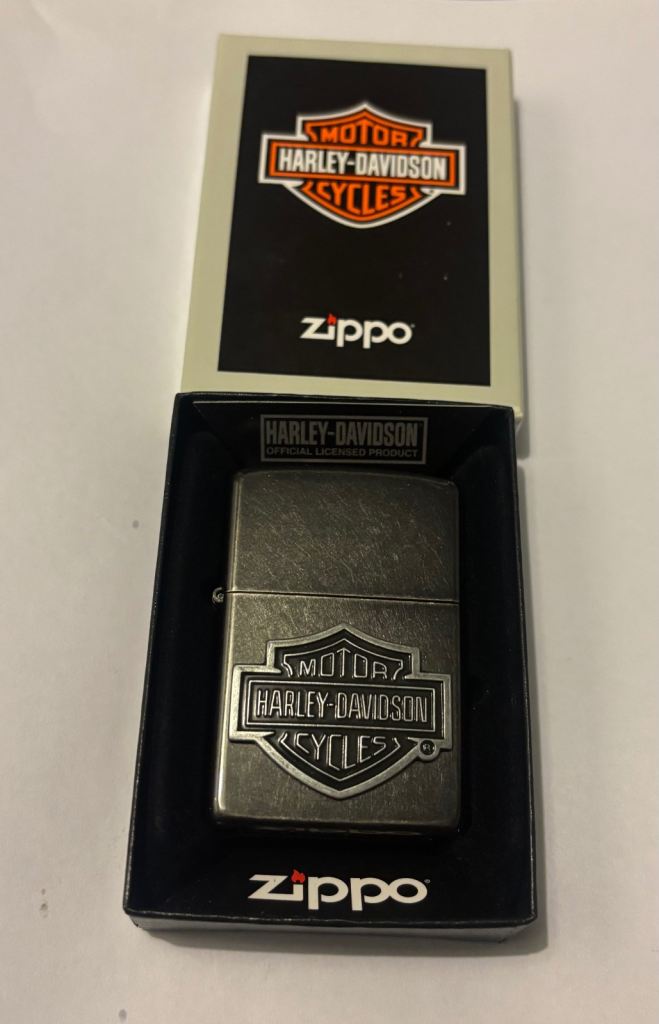 MOTOR
HARLEY-DAVIDSON
CYCLES
zippo
HARLEY-DAVIDSON
OFFICIAL LICENSED PRODUCT
MOTOR
HARLEY-DAVIDSON
CYCLES
®
zippo